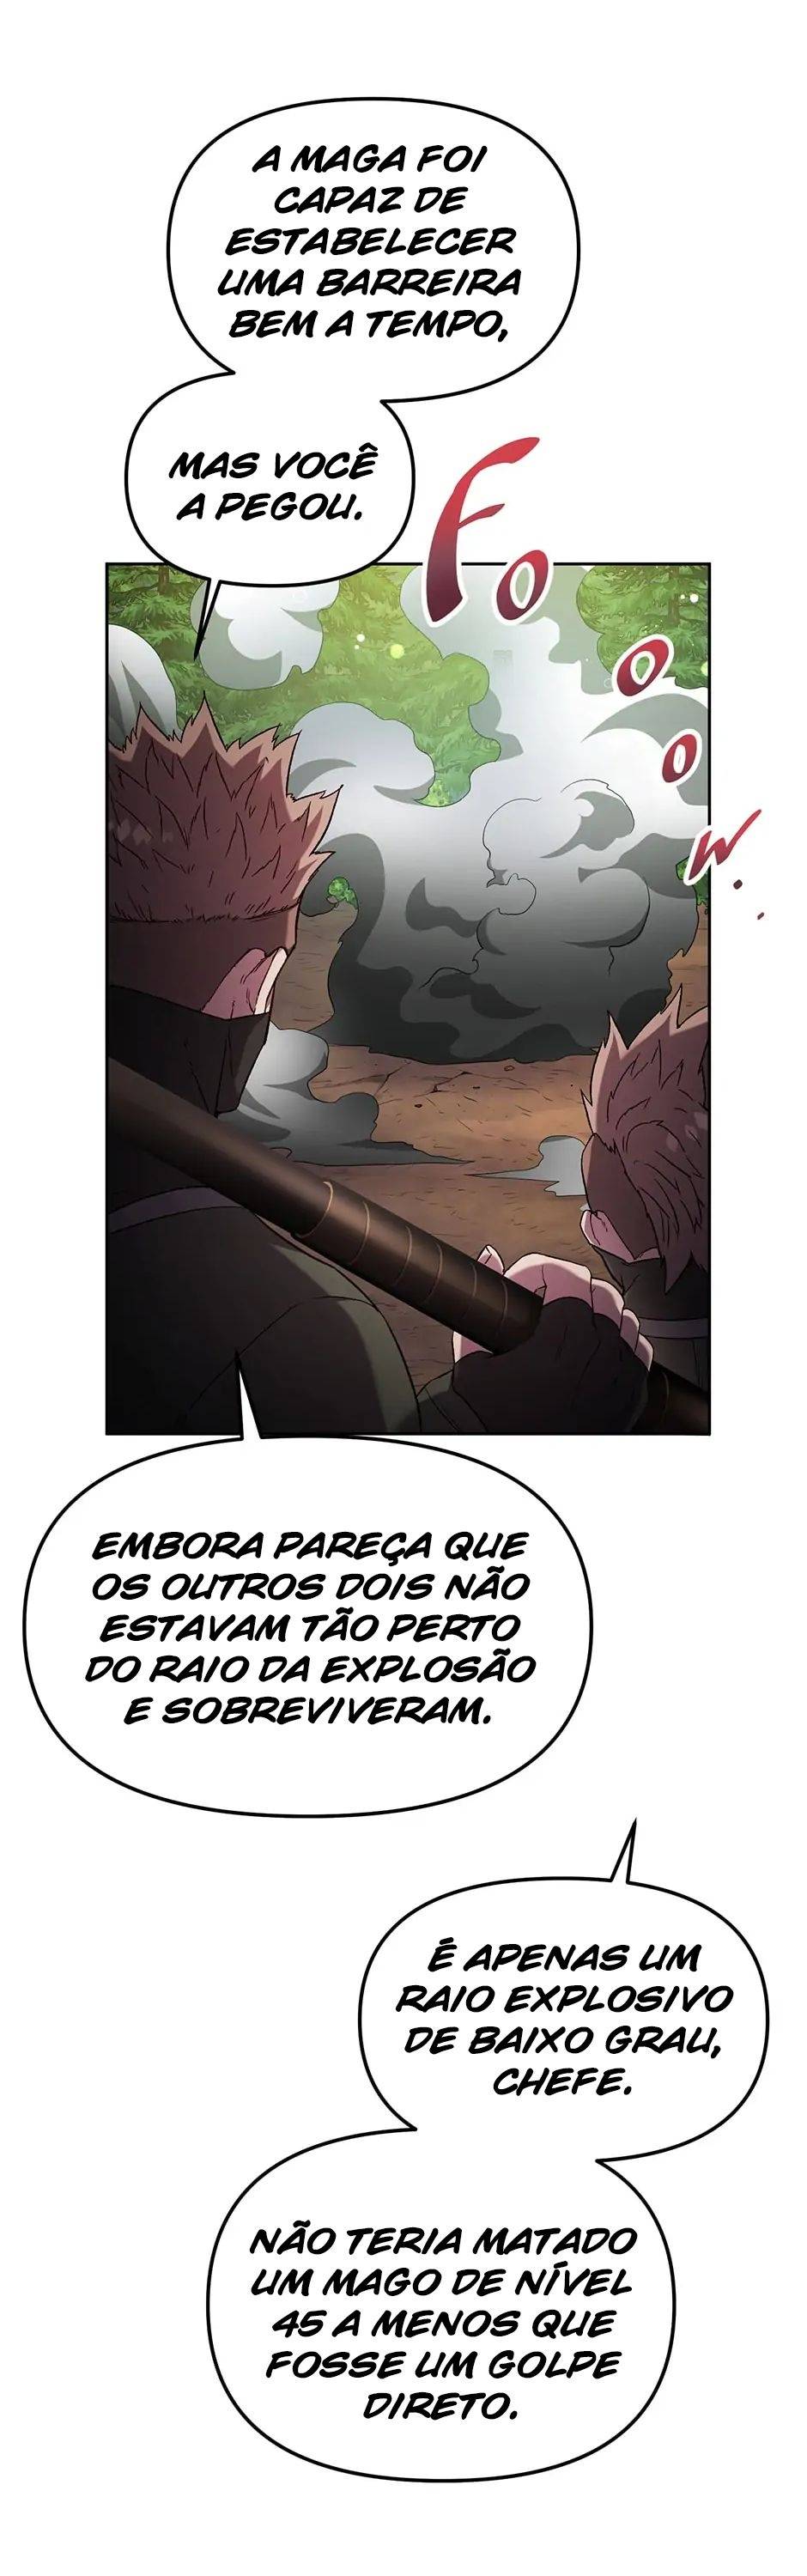 A MAGA FOI
CAPAZ DE
ESTABELECER
UMA BARREIRA
BEM A TEMPO,
MAS VOCÊ
A PEGOU.
FOOOW
EMBORA PAREÇA QUE
OS OUTROS DOIS NÃO
ESTAVAM TÃO PERTO
DO RAIO DA EXPLOSÃO
E SOBREVIVERAM.
É APENAS UM
RAIO EXPLOSIVO
DE BAIXO GRAU,
CHEFE.
NÃO TERIA MATADO
UM MAGO DE NÍVEL
45 A MENOS QUE
FOSSE UM GOLPE
DIRETO.